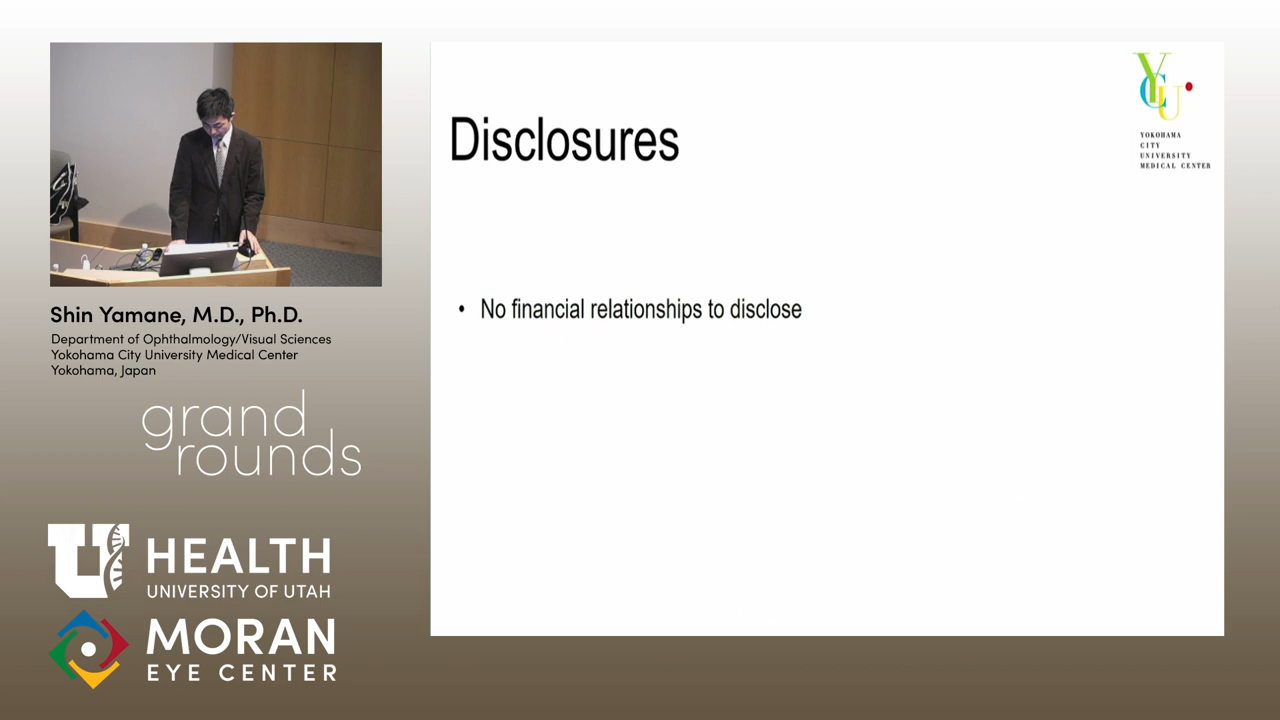 Shin Yamane, M.D., Ph.D.
Department of Ophthalmology/Visual Sciences
Yokohama City University Medical Center
Yokohama, Japan
grand
rounds
U HEALTH
UNIVERSITY OF UTAH
MORAN
EYE CENTER
Disclosures
• No financial relationships to disclose
YCU
YOKOHAMA
CITY
UNIVERSITY
MEDICAL CENTER